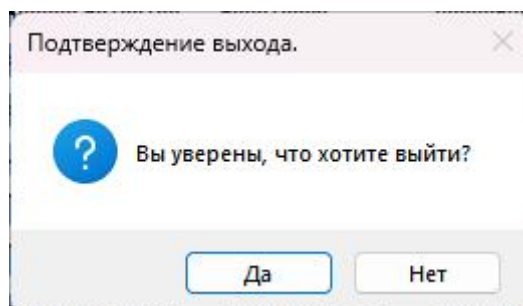 Подтверждение выхода.
Вы уверены, что хотите выйти?
Да
Нет